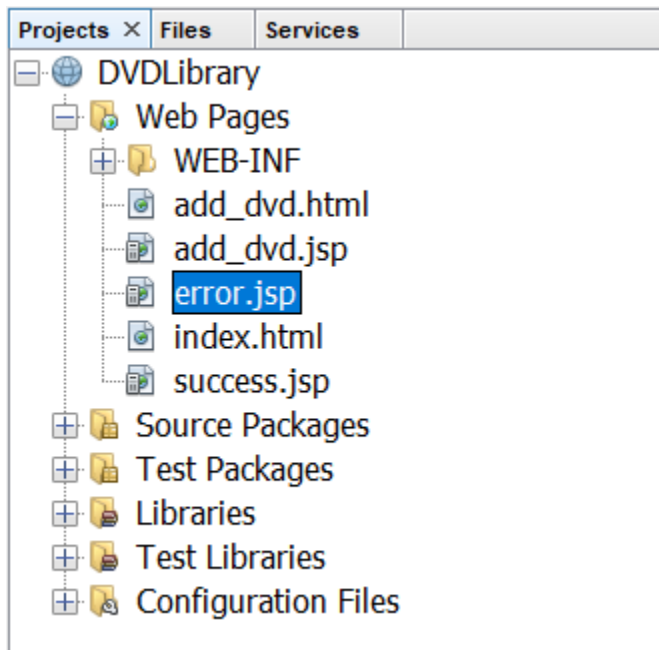 Projects Files Services
DVDLibrary
Web Pages
WEB-INF
add_dvd.html
add_dvd.jsp
error.jsp
index.html
success.jsp
Source Packages
Test Packages
Libraries
Test Libraries
Configuration Files